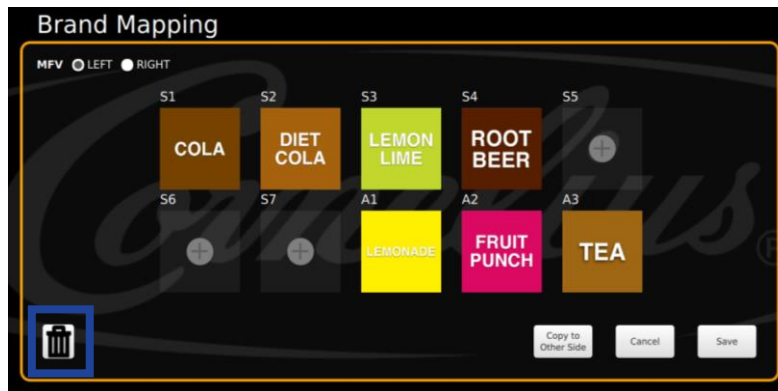 Brand Mapping
MFV LEFT RIGHT
S1 S2 S3 S4 S5
COLA DIET COLA LEMON LIME ROOT BEER
S6 S7 A1 A2 A3
LEMONADE FRUIT PUNCH TEA
Copy to Other Side Cancel Save
Cornelius